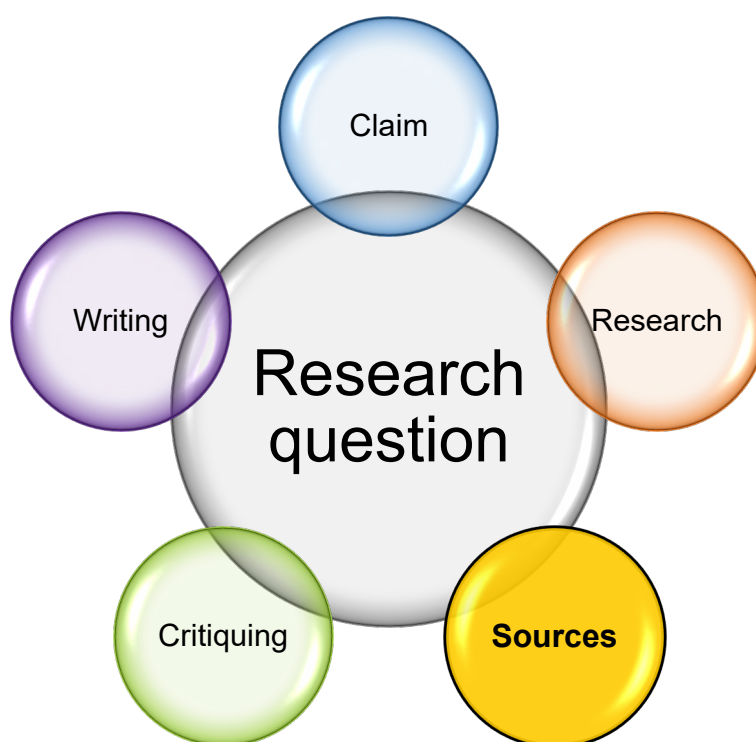 Claim
Writing
Research
Research
question
Critiquing
Sources